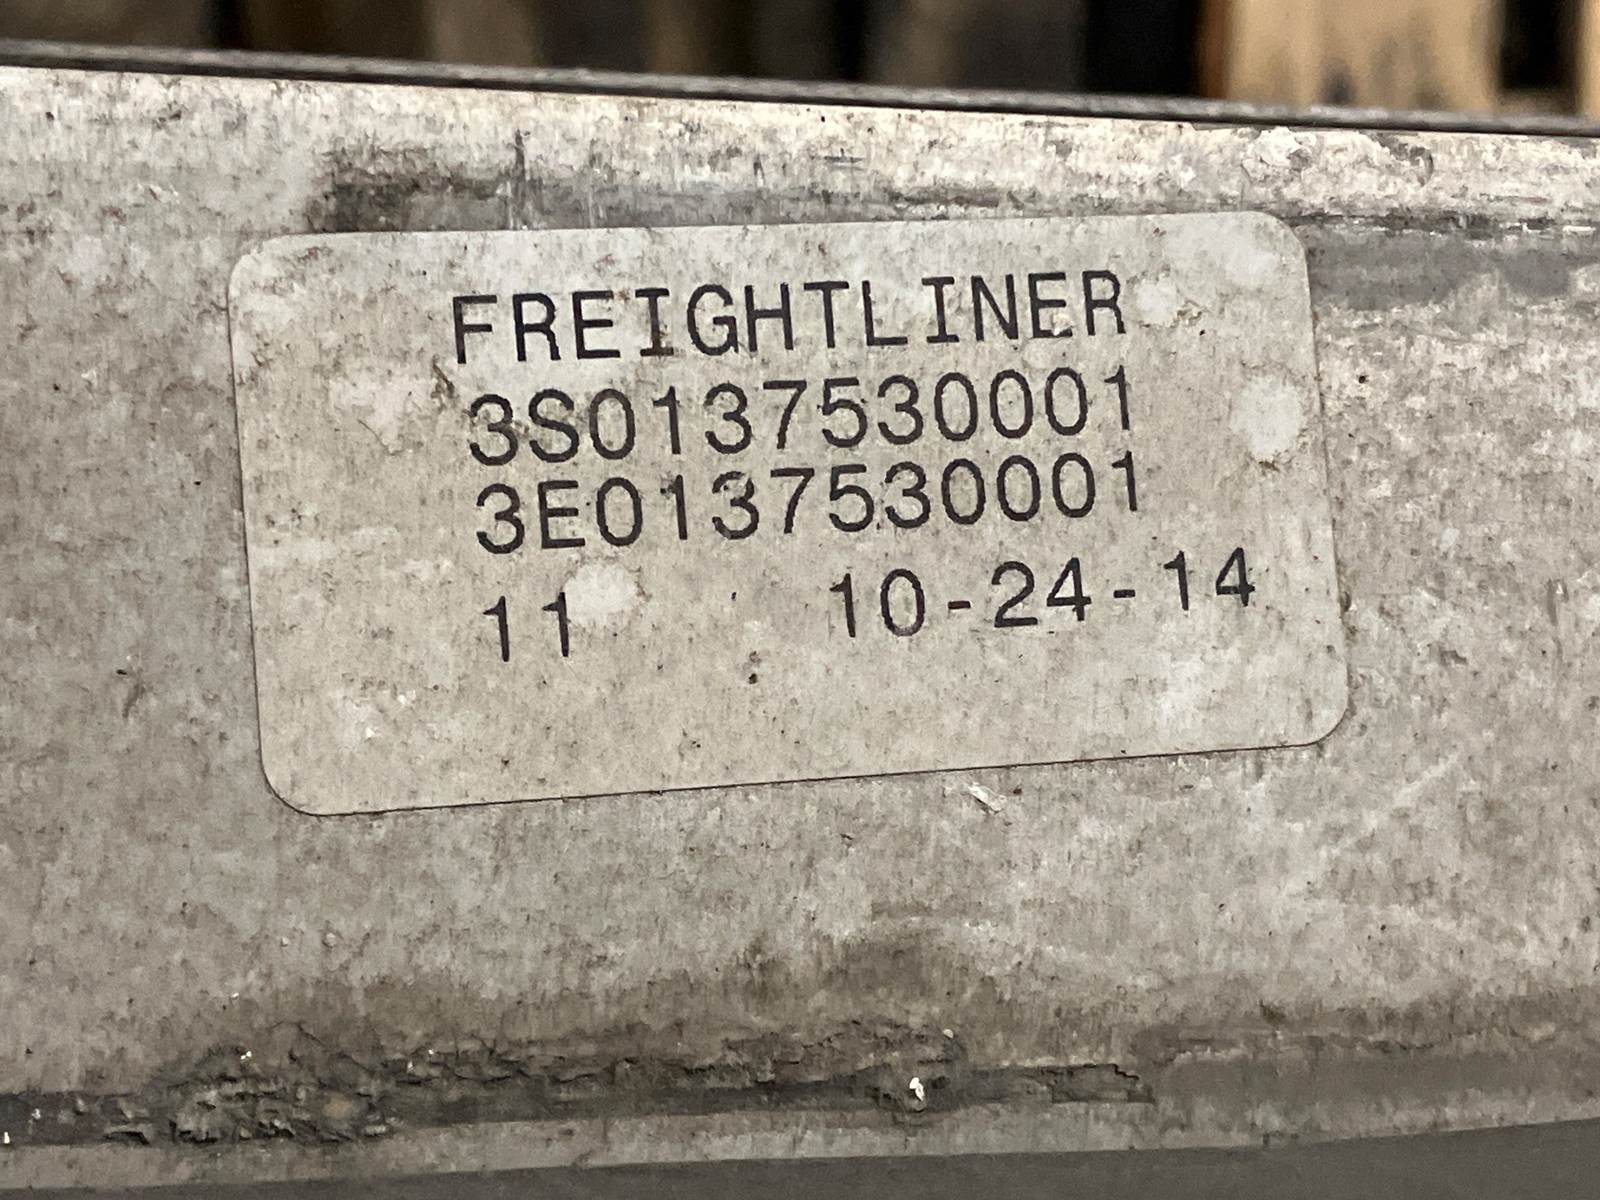 FREIGHTLINER
3S0137530001
3E0137530001
11 10-24-14